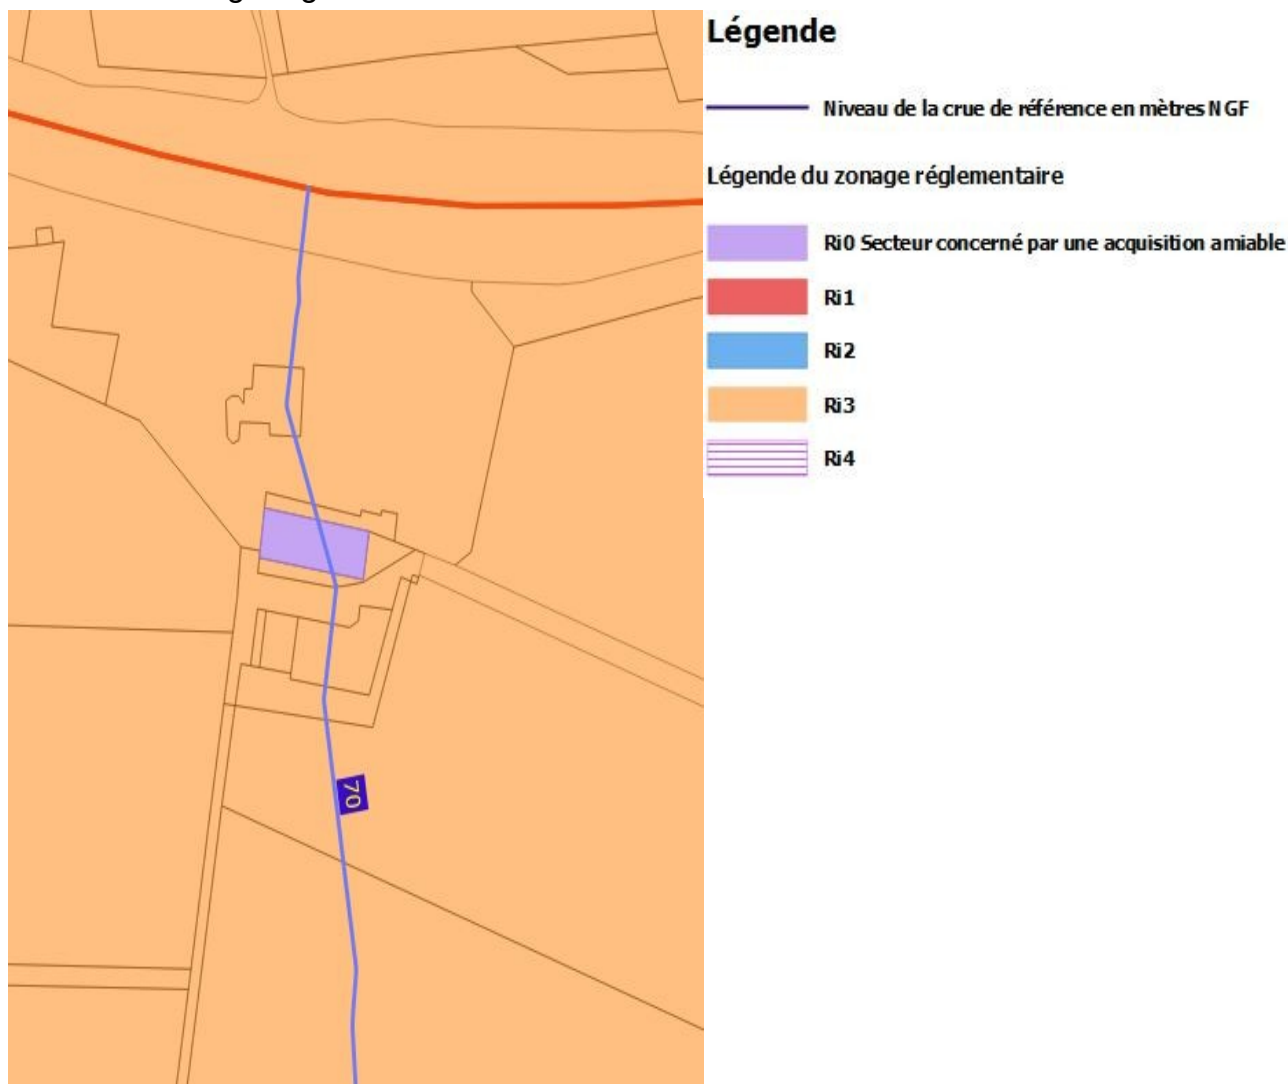 Légende
Niveau de la crue de référence en mètres NGF
Légende du zonage réglementaire
Ri0 Secteur concerné par une acquisition amiable
Ri1
Ri2
Ri3
Ri4
70